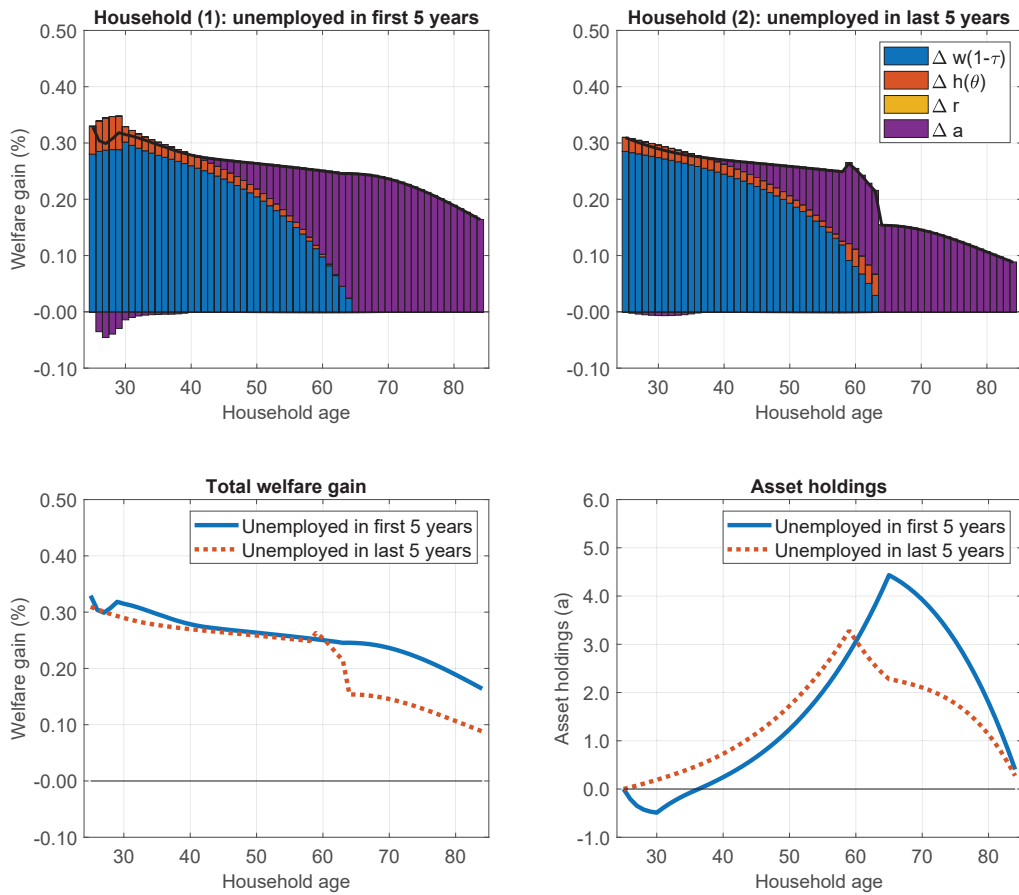 Household (1): unemployed in first 5 years
0.50
0.40
0.30
0.20
0.10
-0.00
-0.10
Welfare gain (%)
30 40 50 60 70 80
Household age
Household (2): unemployed in last 5 years
0.50
0.40
0.30
0.20
0.10
-0.00
-0.10
Δ w(1-τ)
Δ h(θ)
Δ r
Δ a
30 40 50 60 70 80
Household age
Total welfare gain
0.50
0.40
0.30
0.20
0.10
-0.00
-0.10
Welfare gain (%)
Unemployed in first 5 years
Unemployed in last 5 years
30 40 50 60 70 80
Household age
Asset holdings
6.0
5.0
4.0
3.0
2.0
1.0
0.0
-1.0
Asset holdings (a)
Unemployed in first 5 years
Unemployed in last 5 years
30 40 50 60 70 80
Household age